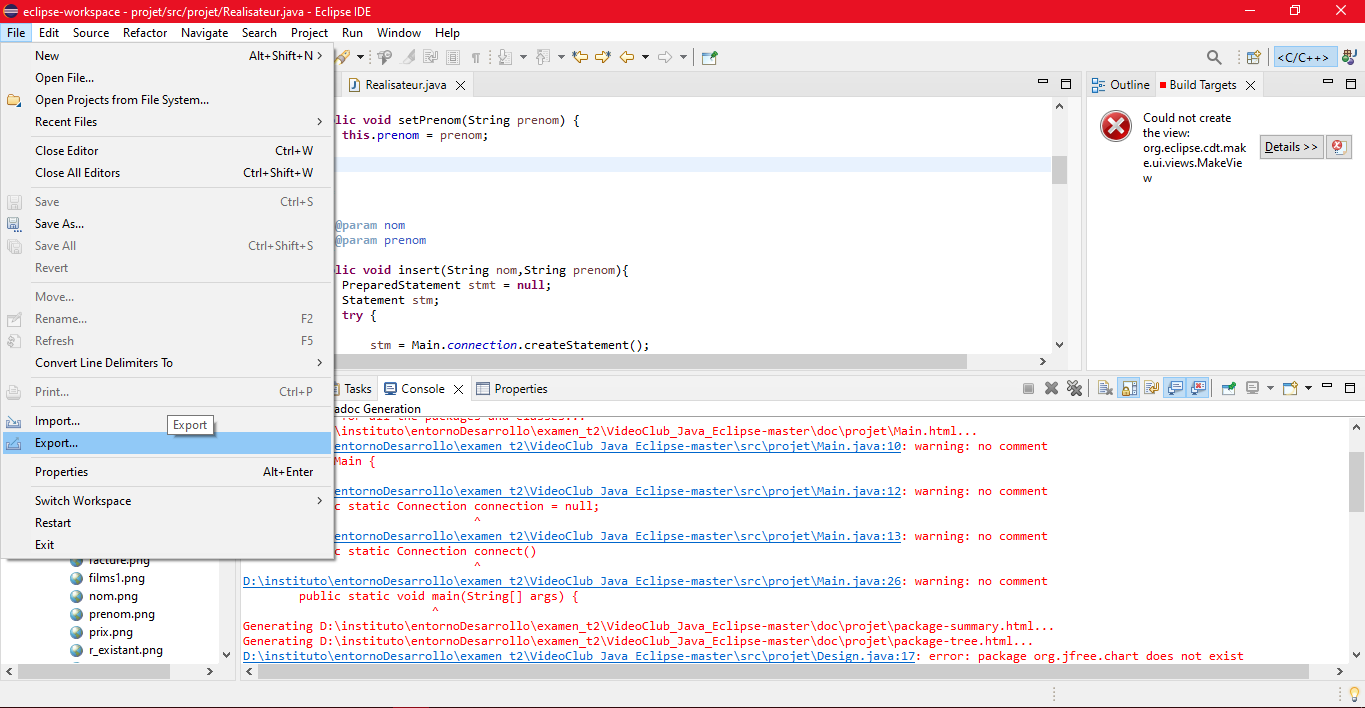 eclipse-workspace - projet/src/projet/Realisateur.java - Eclipse IDE
File Edit Source Refactor Navigate Search Project Run Window Help
New Alt+Shift+N >
Open File...
Open Projects from File System...
Recent Files >
Close Editor Ctrl+W
Close All Editors Ctrl+Shift+W
Save Ctrl+S
Save As...
Save All Ctrl+Shift+S
Revert
Move...
Rename... F2
Refresh F5
Convert Line Delimiters To >
Print... Ctrl+P
Import...
Export...
Export
Properties Alt+Enter
Switch Workspace >
Restart
Exit
facture.png
films1.png
nom.png
prenom.png
prix.png
r_existant.png
<C/C++>
Realisateur.java
lic void setPrenom(String prenom) {
this.prenom = prenom;
@param nom
@param prenom
lic void insert(String nom,String prenom){
PreparedStatement stmt = null;
Statement stm;
try {
stm = Main.connection.createStatement();
Outline Build Targets
Could not create
the view:
org.eclipse.cdt.mak
e.ui.views.MakeVie
w
Details >>
Tasks Console Properties
adoc Generation
for all the packages and classes...
\instituto\entornoDesarrollo\examen_t2\VideoClub_Java_Eclipse-master\doc\projet\Main.html...
entornoDesarrollo\examen_t2\VideoClub_Java_Eclipse-master\src\projet\Main.java:10: warning: no comment
Main {
entornoDesarrollo\examen_t2\VideoClub_Java_Eclipse-master\src\projet\Main.java:12: warning: no comment
c static Connection connection = null;
^
entornoDesarrollo\examen_t2\VideoClub_Java_Eclipse-master\src\projet\Main.java:13: warning: no comment
c static Connection connect()
^
D:\instituto\entornoDesarrollo\examen_t2\VideoClub_Java_Eclipse-master\src\projet\Main.java:26: warning: no comment
public static void main(String[] args) {
^
Generating D:\instituto\entornoDesarrollo\examen_t2\VideoClub_Java_Eclipse-master\doc\projet\package-summary.html...
Generating D:\instituto\entornoDesarrollo\examen_t2\VideoClub_Java_Eclipse-master\doc\projet\package-tree.html...
D:\instituto\entornoDesarrollo\examen_t2\VideoClub_Java_Eclipse-master\src\projet\Design.java:17: error: package org.jfree.chart does not exist